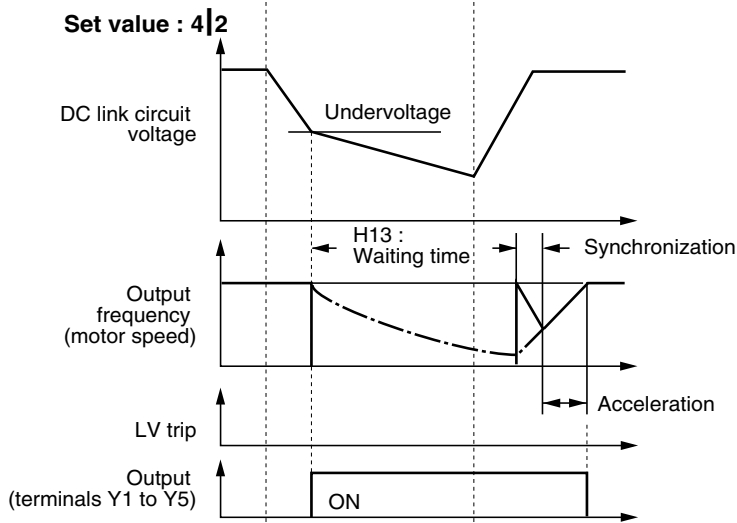 Set value : 4|2
DC link circuit
voltage
Undervoltage
H13 :
Waiting time
Synchronization
Output
frequency
(motor speed)
Acceleration
LV trip
Output
(terminals Y1 to Y5)
ON